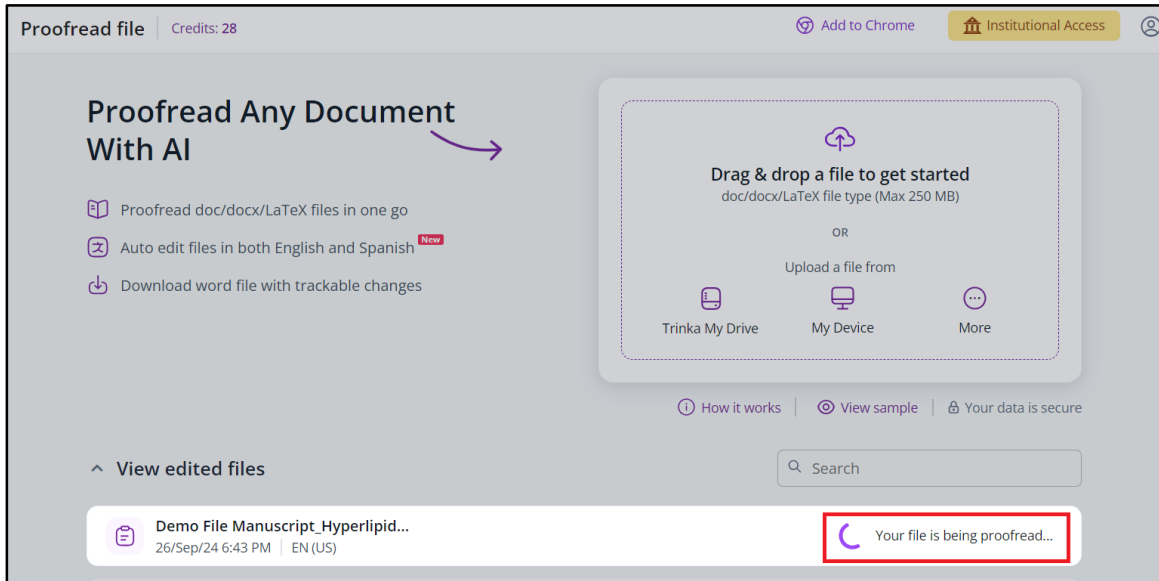 Proofread file
Credits: 28
Add to Chrome
Institutional Access
Proofread Any Document
With AI
Proofread doc/docx/LaTeX files in one go
Auto edit files in both English and Spanish New
Download word file with trackable changes
Drag & drop a file to get started
doc/docx/LaTeX file type (Max 250 MB)
OR
Upload a file from
Trinka My Drive
My Device
More
How it works
View sample
Your data is secure
View edited files
Search
Demo File Manuscript_Hyperlipid...
26/Sep/24 6:43 PM
EN (US)
Your file is being proofread...